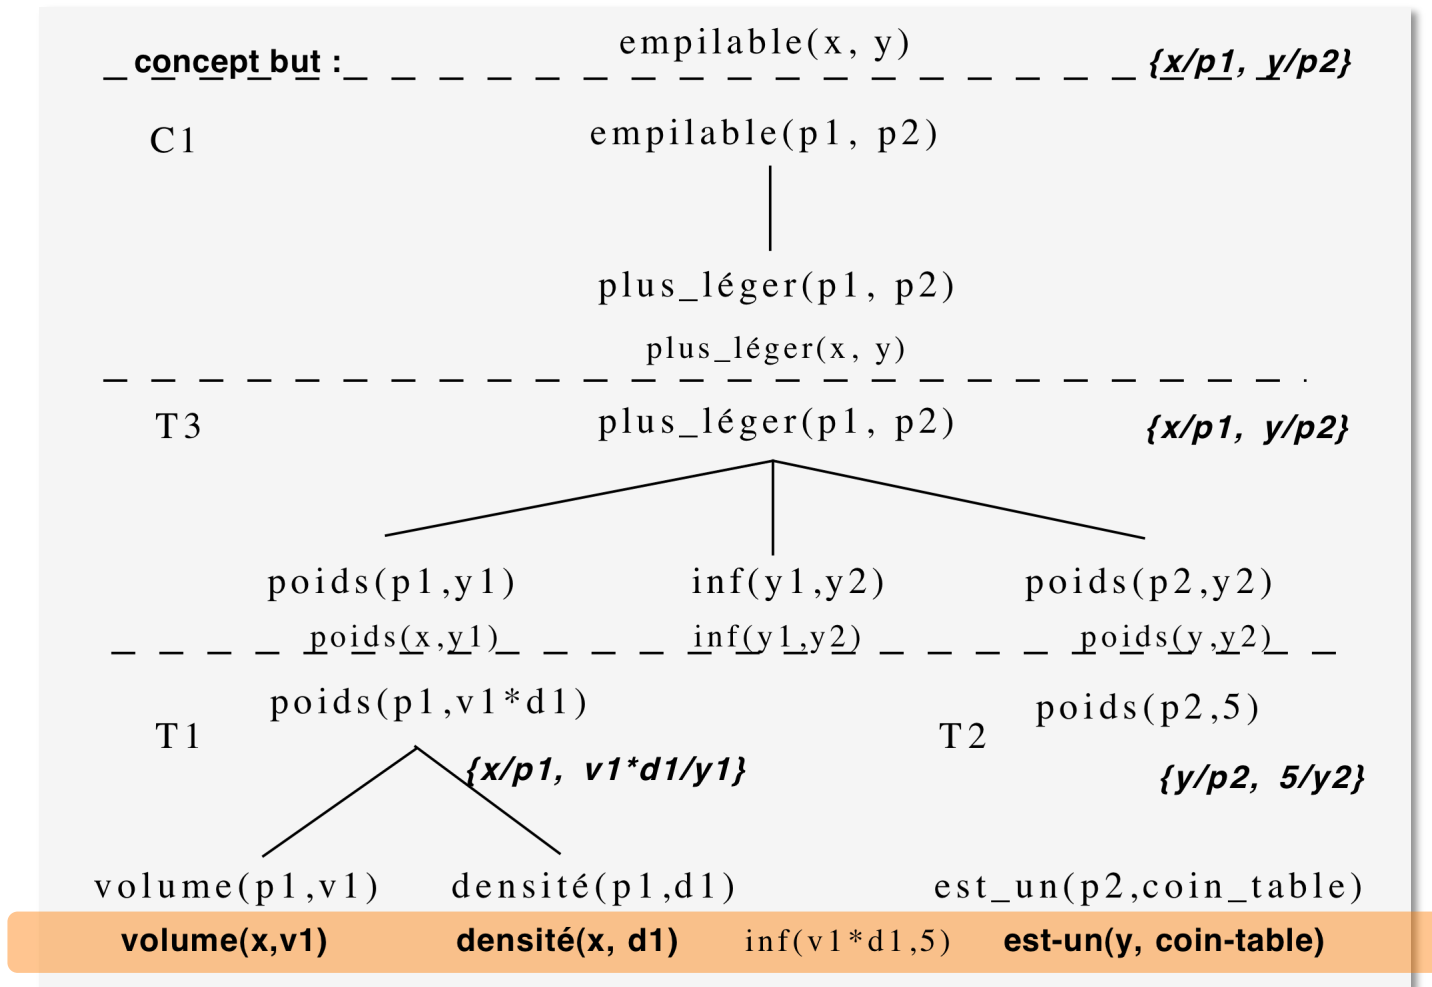 concept but : empilable(x, y) {x/p1, y/p2}
C1 empilable(p1, p2)
plus_léger(p1, p2)
plus_léger(x, y)
T3 plus_léger(p1, p2) {x/p1, y/p2}
poids(p1,y1) inf(y1,y2) poids(p2,y2)
poids(x,y1) inf(y1,y2) poids(y,y2)
poids(p1,v1*d1) poids(p2,5)
T1 T2
{x/p1, v1*d1/y1} {y/p2, 5/y2}
volume(p1,v1) densité(p1,d1) est_un(p2,coin_table)
volume(x,v1) densité(x, d1) inf(v1*d1,5) est-un(y, coin-table)